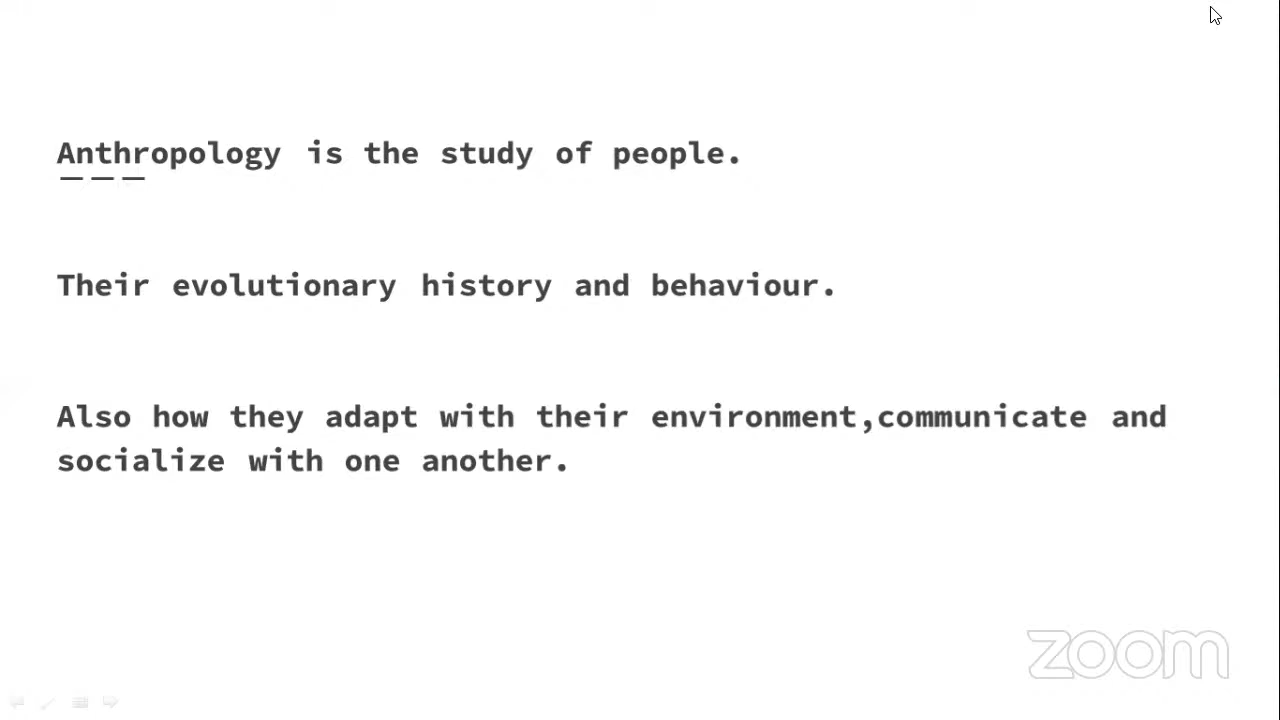 Anthropology is the study of people.
Their evolutionary history and behaviour.
Also how they adapt with their environment,communicate and
socialize with one another.
zoom